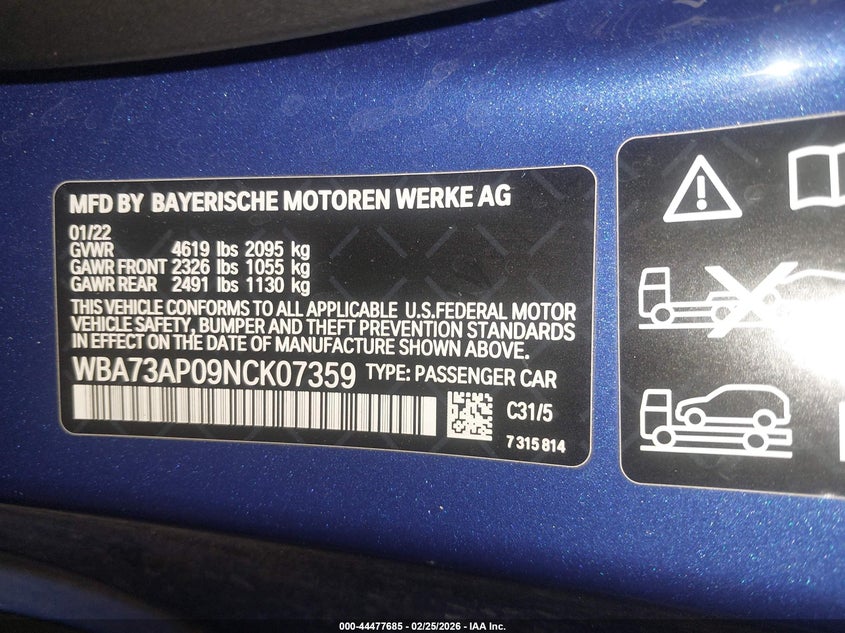 MFD BY BAYERISCHE MOTOREN WERKE AG
01/22
GVWR 4619 lbs 2095 kg
GAWR FRONT 2326 lbs 1055 kg
GAWR REAR 2491 lbs 1130 kg
THIS VEHICLE CONFORMS TO ALL APPLICABLE U.S.FEDERAL MOTOR
VEHICLE SAFETY, BUMPER AND THEFT PREVENTION STANDARDS
IN EFFECT ON THE DATE OF MANUFACTURE SHOWN ABOVE.
WBA73AP09NCK07359 TYPE: PASSENGER CAR
C31/5
7 315 814
000-44477685 - 02/25/2026 - IAA Inc.